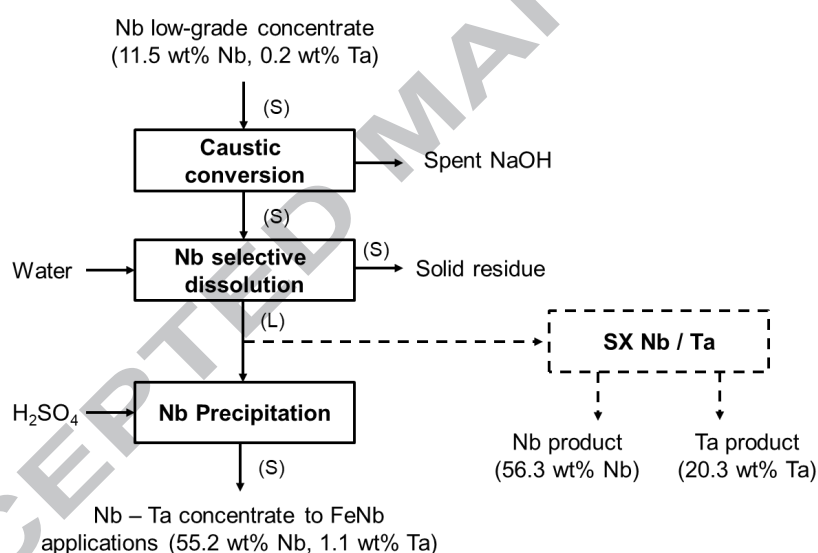 Nb low-grade concentrate
(11.5 wt% Nb, 0.2 wt% Ta)
(S)
Caustic
conversion
Spent NaOH
(S)
Nb selective
dissolution
Water
(S)
Solid residue
(L)
SX Nb / Ta
H₂SO₄
Nb Precipitation
Nb product
(56.3 wt% Nb)
Ta product
(20.3 wt% Ta)
(S)
Nb – Ta concentrate to FeNb
applications (55.2 wt% Nb, 1.1 wt% Ta)
CEPTED MAN